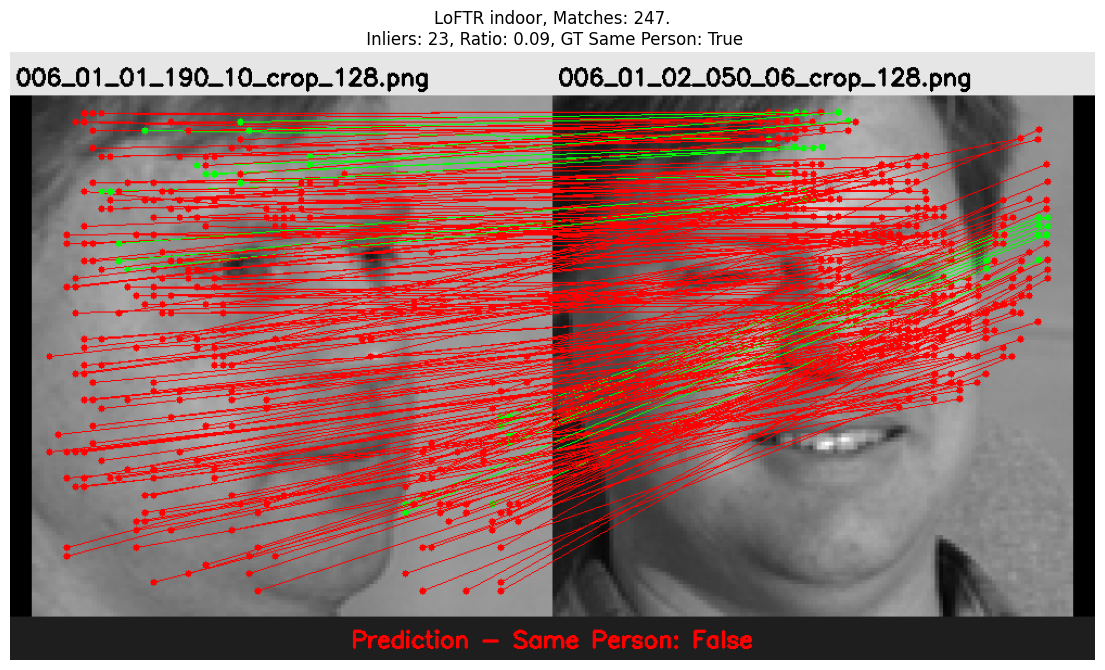 LoFTR indoor, Matches: 247.
Inliers: 23, Ratio: 0.09, GT Same Person: True
006_01_01_190_10_crop_128.png
006_01_02_050_06_crop_128.png
Prediction - Same Person: False